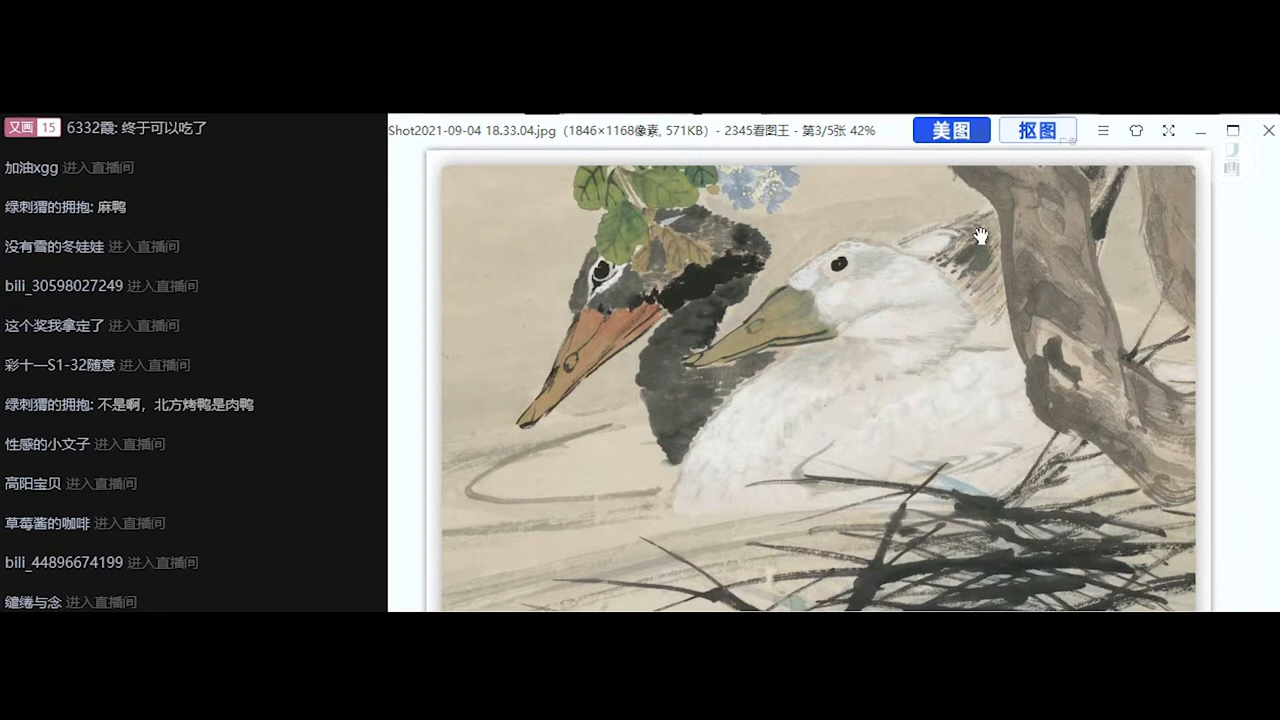 又画 15 6332霞: 终于可以吃了
加油xgg 进入直播间
绿刺猬的拥抱: 麻鸭
没有雪的冬娃娃 进入直播间
bili_30598027249 进入直播间
这个奖我拿定了 进入直播间
彩十一S1-32随意 进入直播间
绿刺猬的拥抱: 不是啊，北方烤鸭是肉鸭
性感的小文子 进入直播间
高阳宝贝 进入直播间
草莓酱的咖啡 进入直播间
bili_44896674199 进入直播间
缱绻与念 进入直播间
Shot2021-09-04 18.33.04.jpg（1846×1168像素, 571KB）- 2345看图王 - 第3/5张 42%
美图
抠图
广告